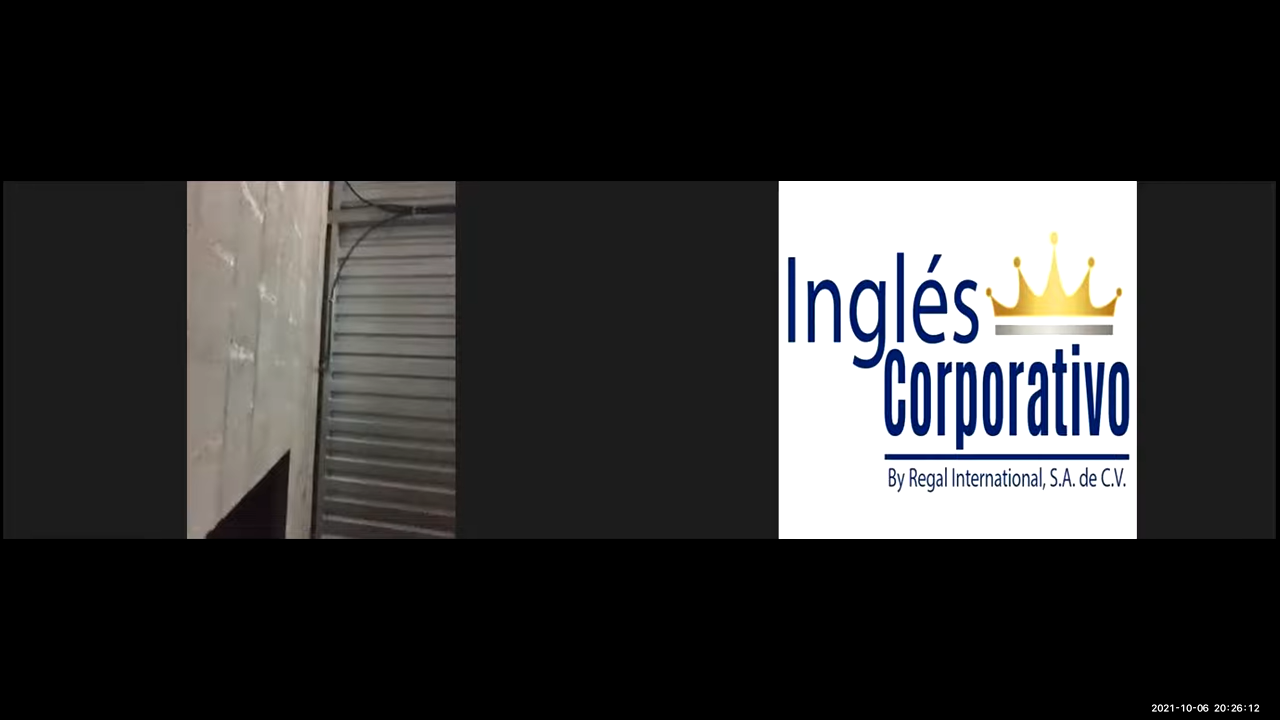 Inglés
Corporativo
By Regal International, S.A. de C.V.
2021-10-06 20:26:12